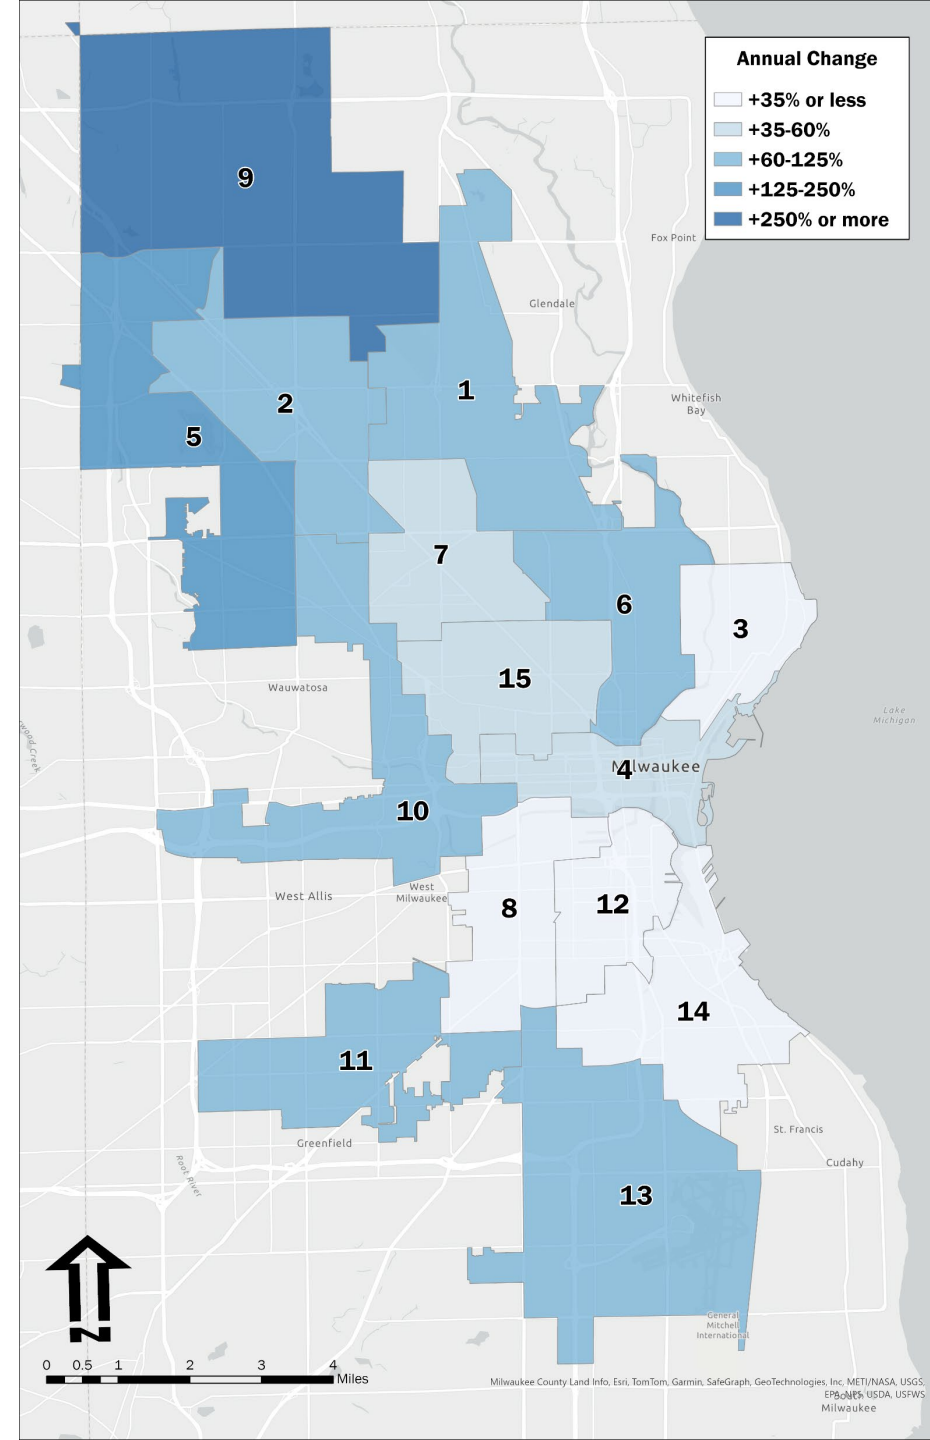 Annual Change
+35% or less
+35-60%
+60-125%
+125-250%
+250% or more
9
Fox Point
Glendale
1
2
Whitefish
Bay
5
7
6
3
15
Wauwatosa
Lake
Michigan
Milwaukee
4
10
West Allis
West
Milwaukee
8
12
14
11
St. Francis
Greenfield
Cudahy
Root River
13
General
Mitchell
International
N
0 0.5 1 2 3 4
Miles
Milwaukee County Land Info, Esri, TomTom, Garmin, SafeGraph, GeoTechnologies, Inc, METI/NASA, USGS,
EPA, NPS, USDA, USFWS
South
Milwaukee